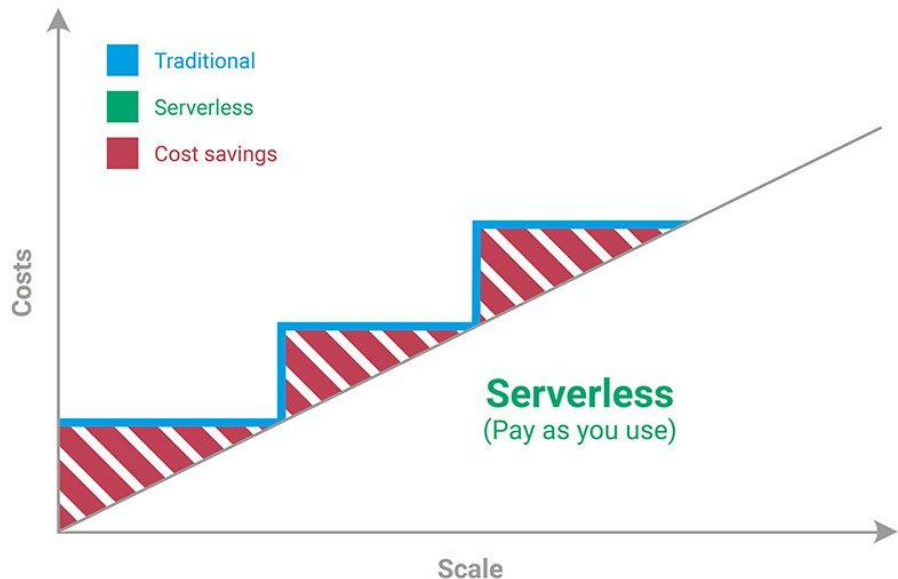 Traditional
Serverless
Cost savings
Costs
Serverless
(Pay as you use)
Scale